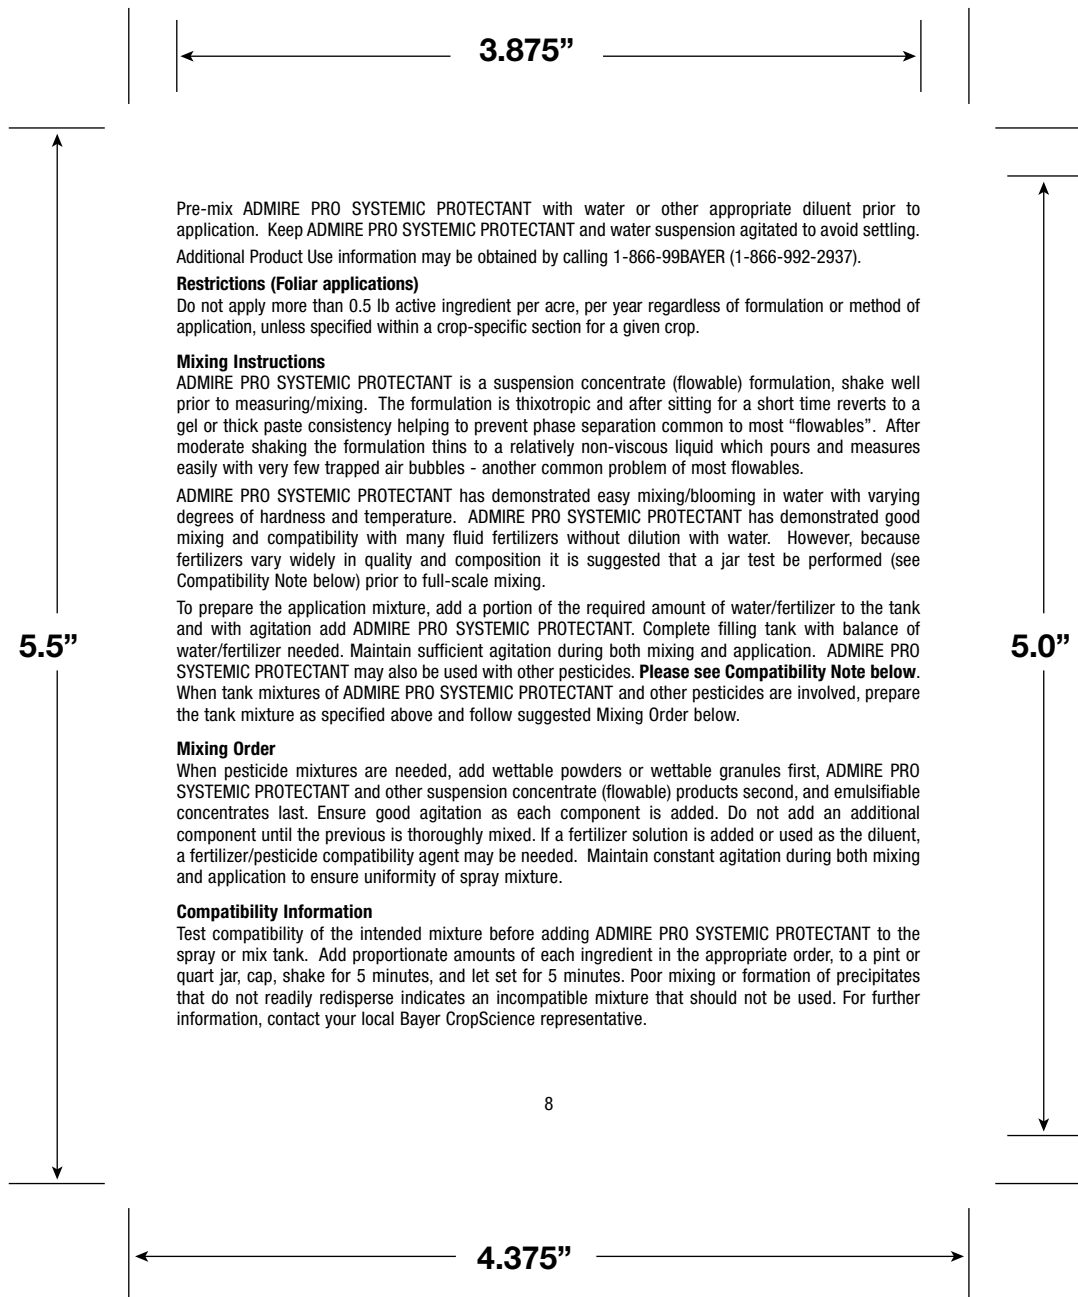 3.875”
Pre-mix ADMIRE PRO SYSTEMIC PROTECTANT with water or other appropriate diluent prior to
application.  Keep ADMIRE PRO SYSTEMIC PROTECTANT and water suspension agitated to avoid settling.
Additional Product Use information may be obtained by calling 1-866-99BAYER (1-866-992-2937).
Restrictions (Foliar applications)
Do not apply more than 0.5 lb active ingredient per acre, per year regardless of formulation or method of
application, unless specified within a crop-specific section for a given crop.
Mixing Instructions
ADMIRE PRO SYSTEMIC PROTECTANT is a suspension concentrate (flowable) formulation, shake well
prior to measuring/mixing.  The formulation is thixotropic and after sitting for a short time reverts to a
gel or thick paste consistency helping to prevent phase separation common to most “flowables”.  After
moderate shaking the formulation thins to a relatively non-viscous liquid which pours and measures
easily with very few trapped air bubbles - another common problem of most flowables.
ADMIRE PRO SYSTEMIC PROTECTANT has demonstrated easy mixing/blooming in water with varying
degrees of hardness and temperature.  ADMIRE PRO SYSTEMIC PROTECTANT has demonstrated good
mixing and compatibility with many fluid fertilizers without dilution with water.  However, because
fertilizers vary widely in quality and composition it is suggested that a jar test be performed (see
Compatibility Note below) prior to full-scale mixing.
To prepare the application mixture, add a portion of the required amount of water/fertilizer to the tank
and with agitation add ADMIRE PRO SYSTEMIC PROTECTANT. Complete filling tank with balance of
water/fertilizer needed. Maintain sufficient agitation during both mixing and application.  ADMIRE PRO
SYSTEMIC PROTECTANT may also be used with other pesticides. Please see Compatibility Note below.
When tank mixtures of ADMIRE PRO SYSTEMIC PROTECTANT and other pesticides are involved, prepare
the tank mixture as specified above and follow suggested Mixing Order below.
5.5”
5.0”
Mixing Order
When pesticide mixtures are needed, add wettable powders or wettable granules first, ADMIRE PRO
SYSTEMIC PROTECTANT and other suspension concentrate (flowable) products second, and emulsifiable
concentrates last. Ensure good agitation as each component is added. Do not add an additional
component until the previous is thoroughly mixed. If a fertilizer solution is added or used as the diluent,
a fertilizer/pesticide compatibility agent may be needed.  Maintain constant agitation during both mixing
and application to ensure uniformity of spray mixture.
Compatibility Information
Test compatibility of the intended mixture before adding ADMIRE PRO SYSTEMIC PROTECTANT to the
spray or mix tank.  Add proportionate amounts of each ingredient in the appropriate order, to a pint or
quart jar, cap, shake for 5 minutes, and let set for 5 minutes. Poor mixing or formation of precipitates
that do not readily redisperse indicates an incompatible mixture that should not be used. For further
information, contact your local Bayer CropScience representative.
8
4.375”